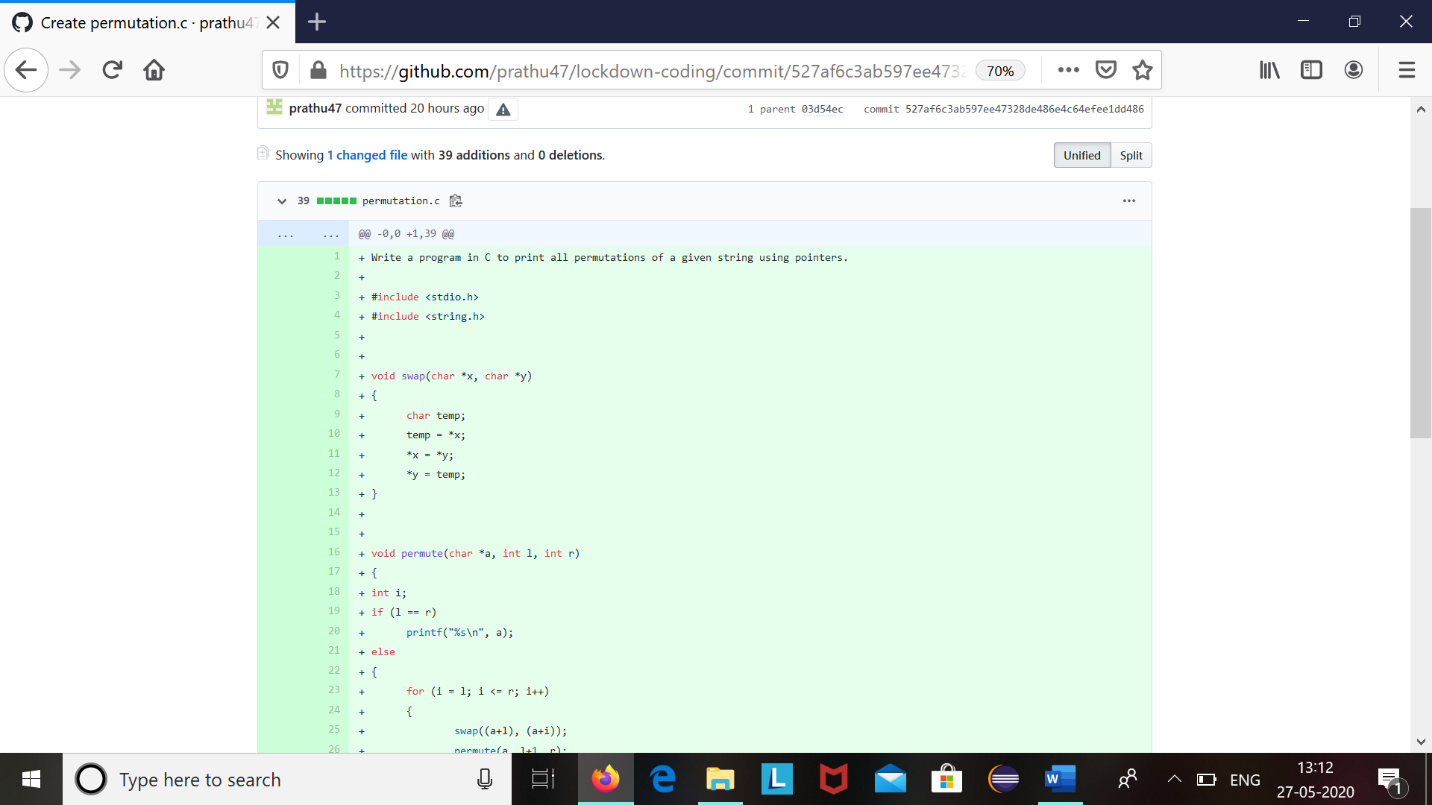 Create permutation.c · prathu47
https://github.com/prathu47/lockdown-coding/commit/527af6c3ab597ee4732
70%
prathu47 committed 20 hours ago
1 parent 03d54ec commit 527af6c3ab597ee47328de486e4c64efee1dd486
Showing 1 changed file with 39 additions and 0 deletions.
Unified Split
39 permutation.c
... ... @@ -0,0 +1,39 @@
1 + Write a program in C to print all permutations of a given string using pointers.
2 +
3 + #include <stdio.h>
4 + #include <string.h>
5 +
6 +
7 + void swap(char *x, char *y)
8 + {
9 + char temp;
10 + temp = *x;
11 + *x = *y;
12 + *y = temp;
13 + }
14 +
15 +
16 + void permute(char *a, int l, int r)
17 + {
18 + int i;
19 + if (l == r)
20 + printf("%s\n", a);
21 + else
22 + {
23 + for (i = l; i <= r; i++)
24 + {
25 + swap((a+l), (a+i));
26 + permute(a, l+1, r);
Type here to search
L
W
ENG
13:12
27-05-2020
1